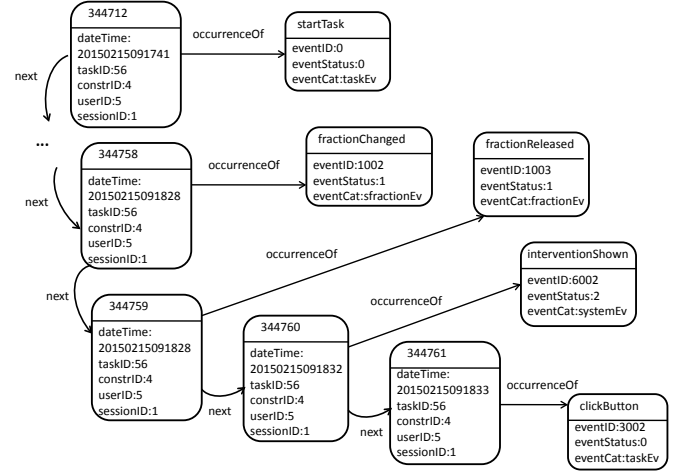 344712
dateTime:
20150215091741
taskID:56
constrID:4
userID:5
sessionID:1
occurrenceOf
startTask
eventID:0
eventStatus:0
eventCat:taskEv
next
...
344758
dateTime:
20150215091828
taskID:56
constrID:4
userID:5
sessionID:1
occurrenceOf
fractionChanged
eventID:1002
eventStatus:1
eventCat:sfractionEv
fractionReleased
eventID:1003
eventStatus:1
eventCat:fractionEv
next
occurrenceOf
next
344759
dateTime:
20150215091828
taskID:56
constrID:4
userID:5
sessionID:1
occurrenceOf
interventionShown
eventID:6002
eventStatus:2
eventCat:systemEv
344760
dateTime:
20150215091832
taskID:56
constrID:4
userID:5
sessionID:1
next
344761
dateTime:
20150215091833
taskID:56
constrID:4
userID:5
sessionID:1
next
occurrenceOf
clickButton
eventID:3002
eventStatus:0
eventCat:taskEv